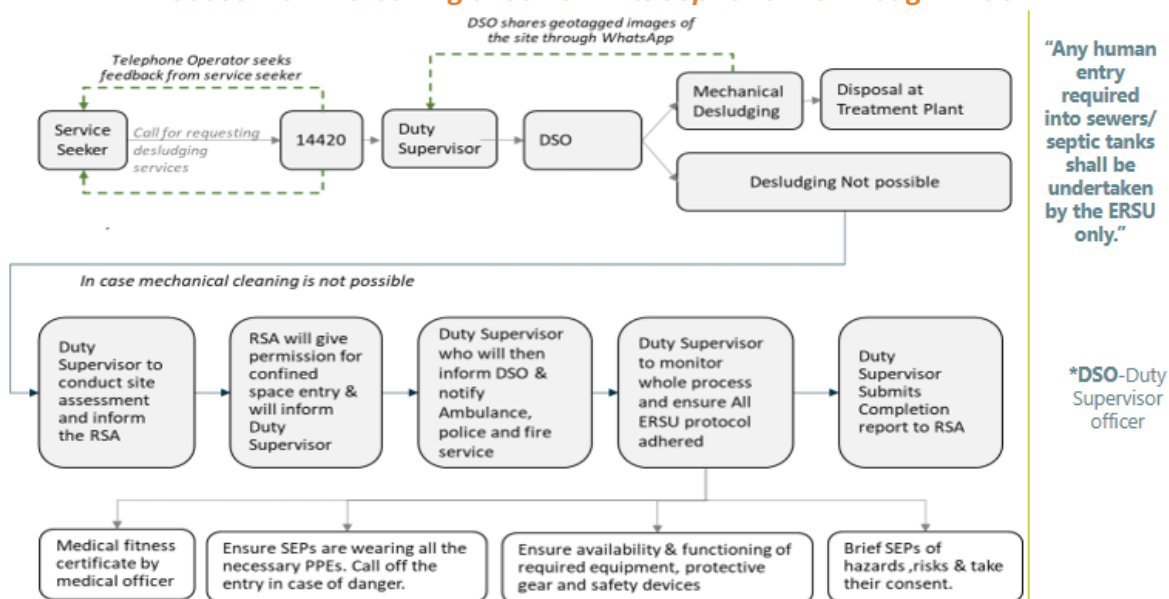 DSO shares geotagged images of
the site through WhatsApp
Telephone Operator seeks
feedback from service seeker
Service
Seeker
Call for requesting
desludging
services
14420
Duty
Supervisor
DSO
Mechanical
Desludging
Disposal at
Treatment Plant
Desludging Not possible
"Any human
entry
required
into sewers/
septic tanks
shall be
undertaken
by the ERSU
only."
In case mechanical cleaning is not possible
Duty
Supervisor to
conduct site
assessment
and inform
the RSA
RSA will give
permission for
confined
space entry &
will inform
Duty
Supervisor
Duty Supervisor
who will then
inform DSO &
notify
Ambulance,
police and fire
service
Duty Supervisor
to monitor
whole process
and ensure All
ERSU protocol
adhered
Duty
Supervisor
Submits
Completion
report to RSA
*DSO-Duty
Supervisor
officer
Medical fitness
certificate by
medical officer
Ensure SEPs are wearing all the
necessary PPEs. Call off the
entry in case of danger.
Ensure availability & functioning of
required equipment, protective
gear and safety devices
Brief SEPs of
hazards ,risks & take
their consent.